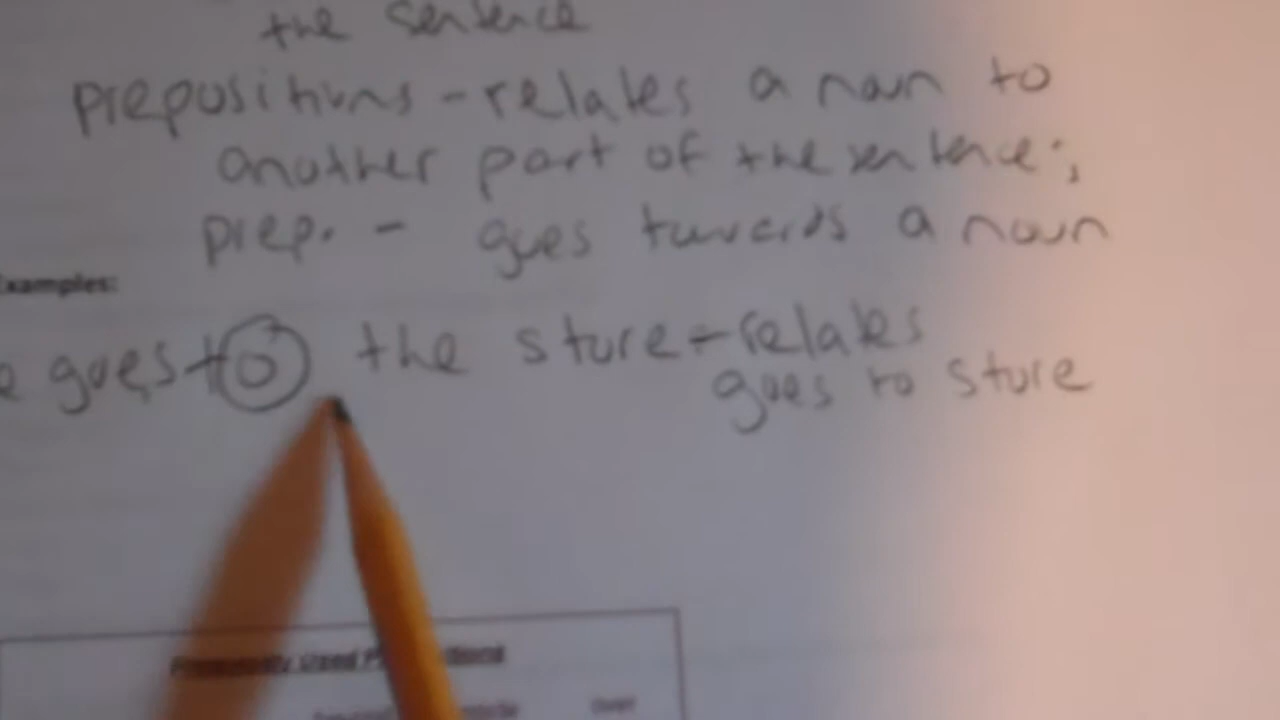 the sentence
prepositions - relates a noun to
another part of the sentence;
prep. - goes towards a noun
Examples:
e goes to the store - relates
goes to store
Frequently Used